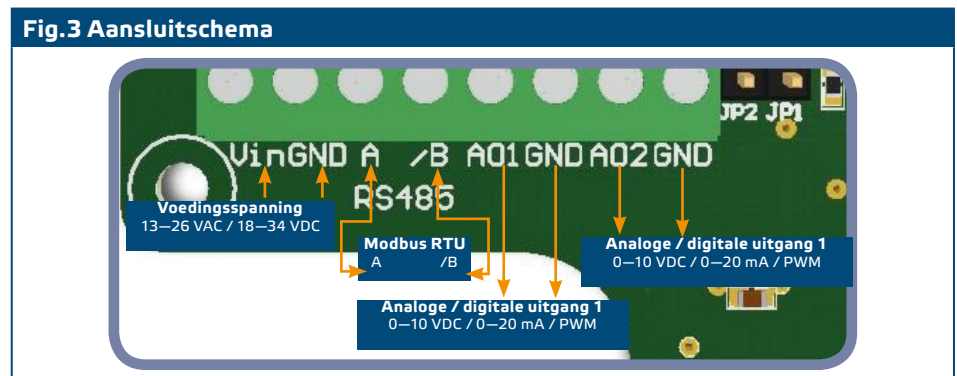 Fig.3 Aansluitschema
JP2 JP1
Vin GND A /B AO1 GND AO2 GND
RS485
Voedingsspanning
13—26 VAC / 18—34 VDC
Modbus RTU
A /B
Analoge / digitale uitgang 1
0—10 VDC / 0—20 mA / PWM
Analoge / digitale uitgang 1
0—10 VDC / 0—20 mA / PWM